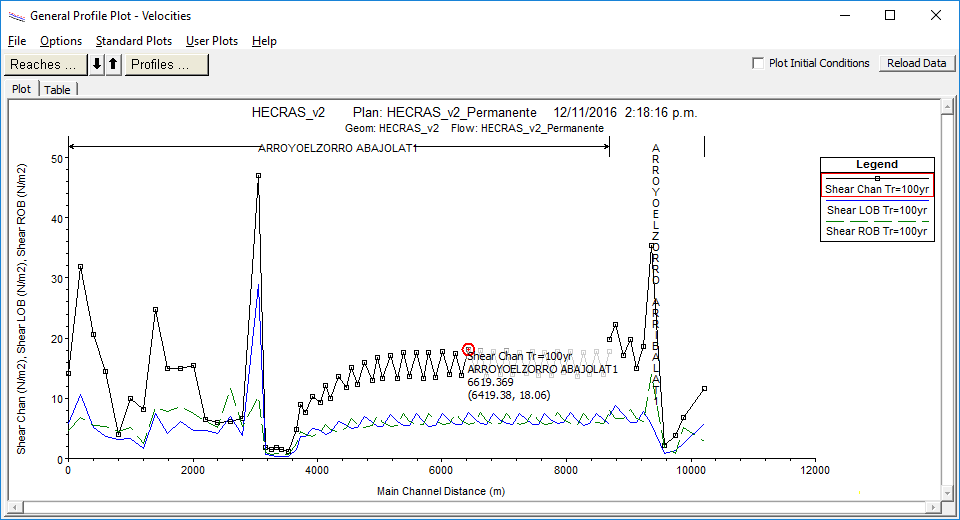 General Profile Plot - Velocities
File Options Standard Plots User Plots Help
Reaches ... Profiles ... Plot Initial Conditions Reload Data
Plot Table
HECRAS_v2 Plan: HECRAS_v2_Permanente 12/11/2016 2:18:16 p.m.
Geom: HECRAS_v2 Flow: HECRAS_v2_Permanente
ARROYOELZORRO ABAJOLAT1
Legend
Shear Chan Tr=100yr
Shear LOB Tr=100yr
Shear ROB Tr=100yr
Shear Chan (N/m2), Shear LOB (N/m2), Shear ROB (N/m2)
50
40
30
20
10
0
Shear Chan Tr=100yr
ARROYOELZORRO ABAJOLAT1
6619.369
(6419.38, 18.06)
0 2000 4000 6000 8000 10000 12000
Main Channel Distance (m)